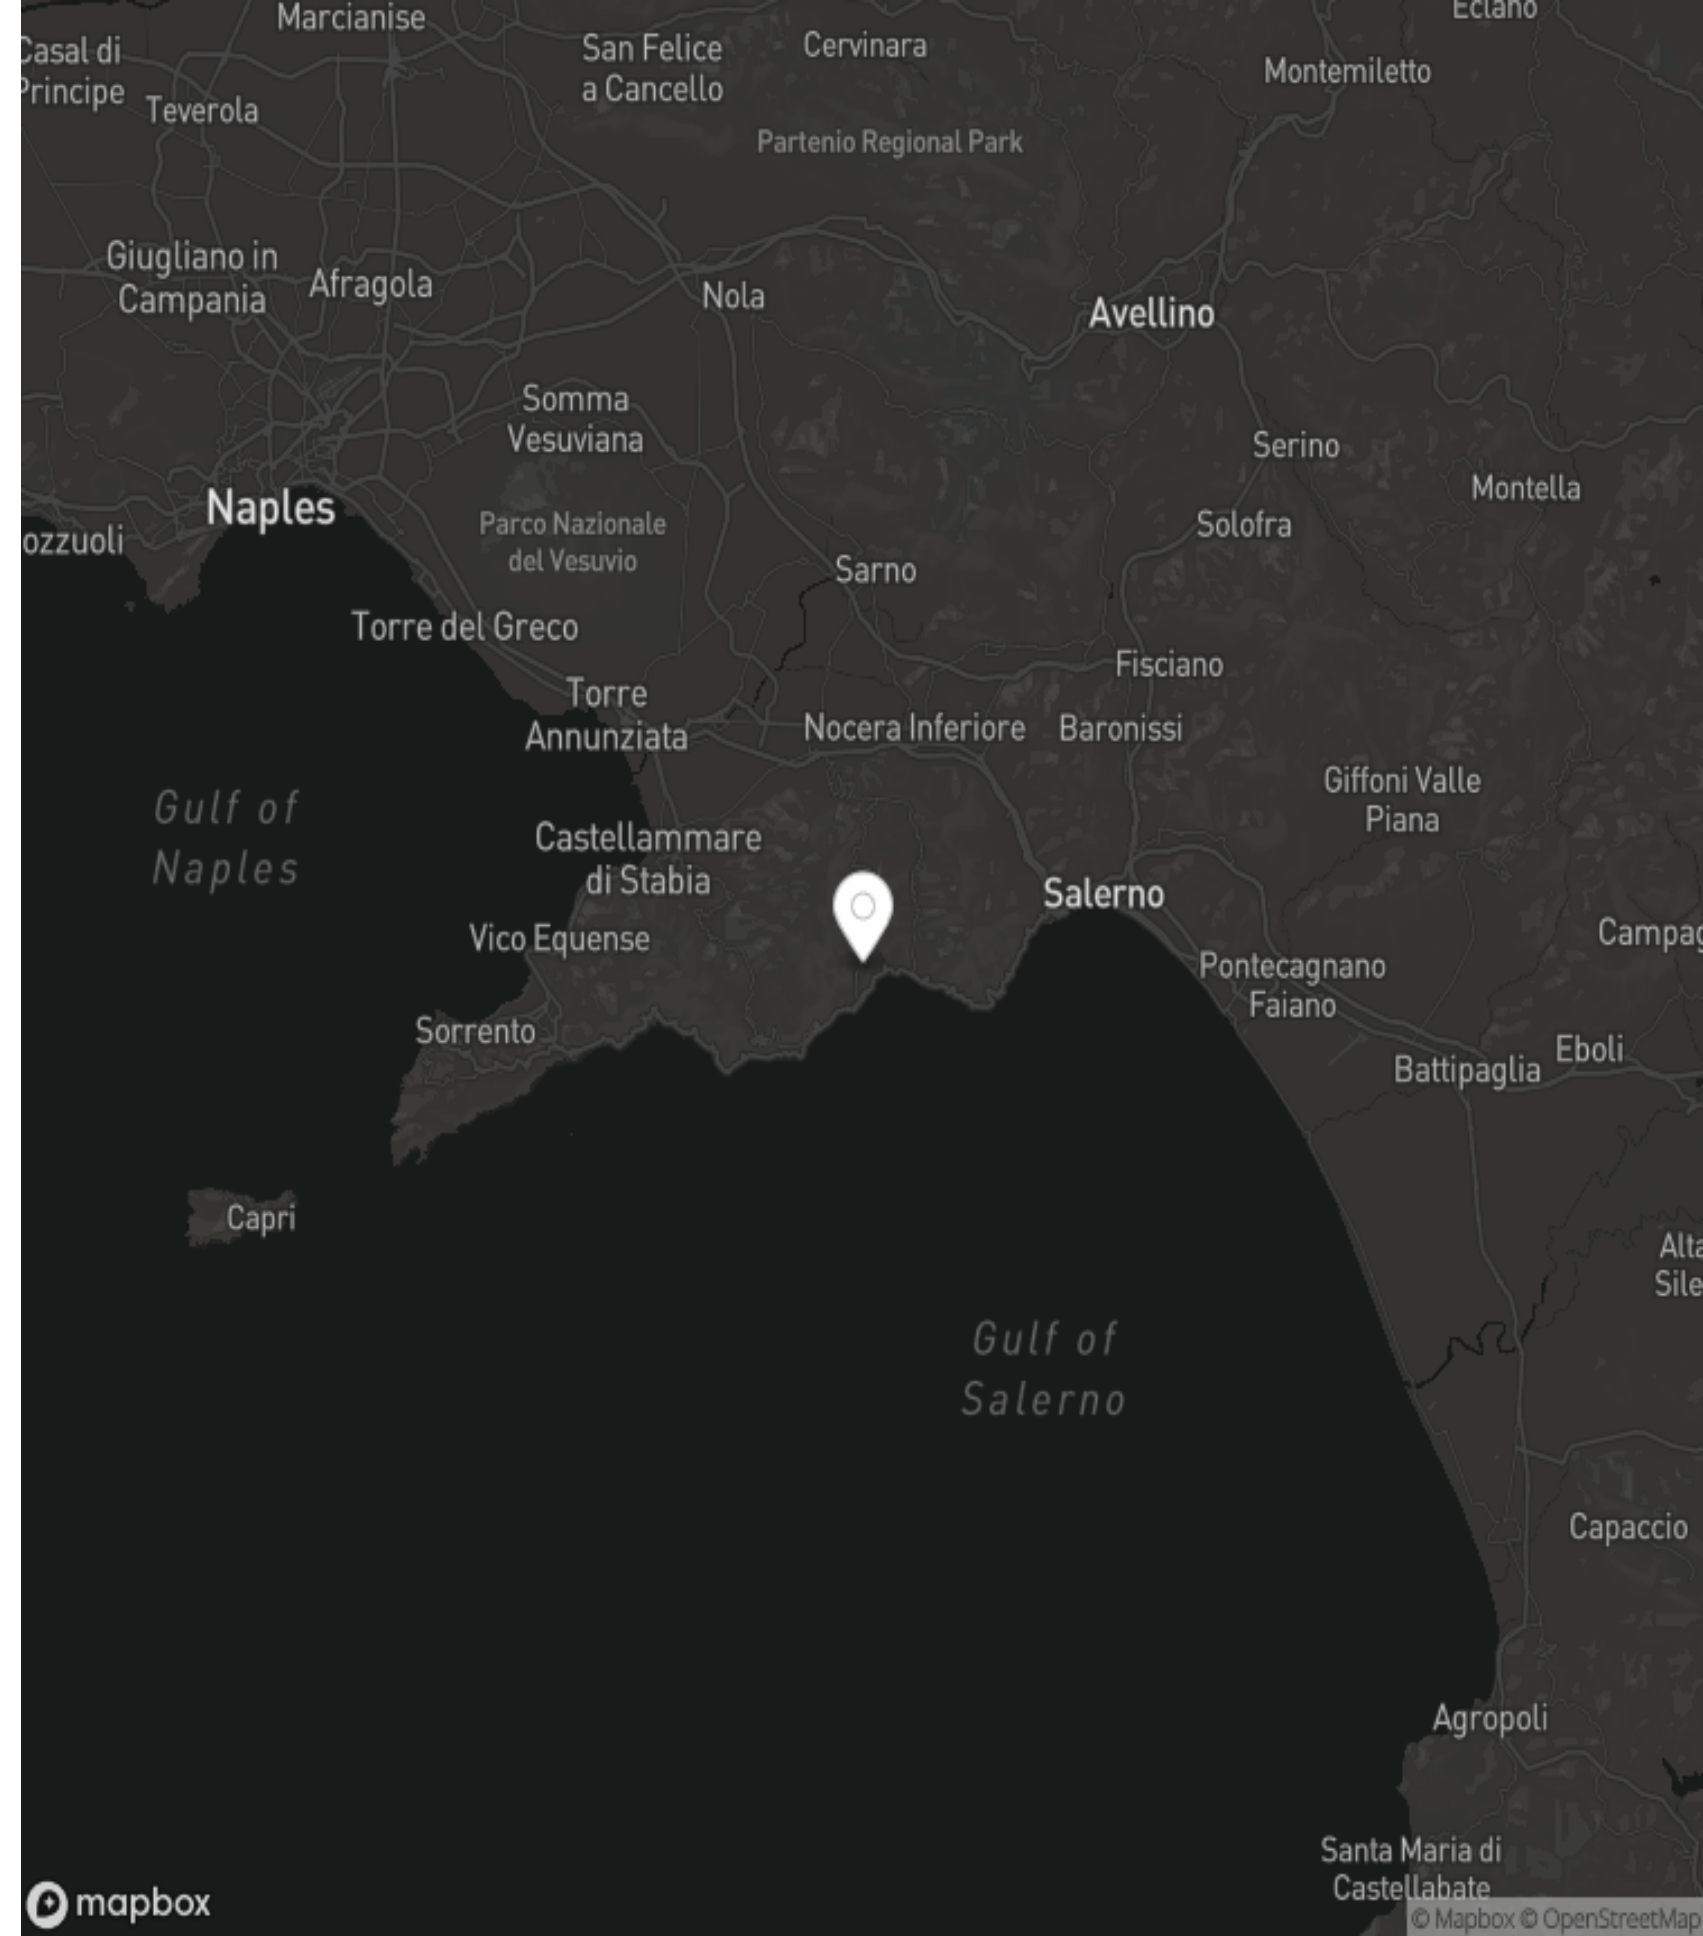 Marcianise
Eclano
Casal di
Principe
San Felice
a Cancello
Cervinara
Montemiletto
Teverola
Partenio Regional Park
Giugliano in
Campania
Afragola
Nola
Avellino
Somma
Vesuviana
Serino
Montella
Naples
Parco Nazionale
del Vesuvio
Solofra
ozzuoli
Sarno
Torre del Greco
Fisciano
Torre
Annunziata
Nocera Inferiore
Baronissi
Giffoni Valle
Piana
Gulf of
Naples
Castellammare
di Stabia
Salerno
Vico Equense
Campag
Pontecagnano
Faiano
Sorrento
Eboli
Battipaglia
Capri
Alta
Sile
Gulf of
Salerno
Capaccio
Agropoli
Santa Maria di
Castellabate
mapbox
© Mapbox © OpenStreetMap